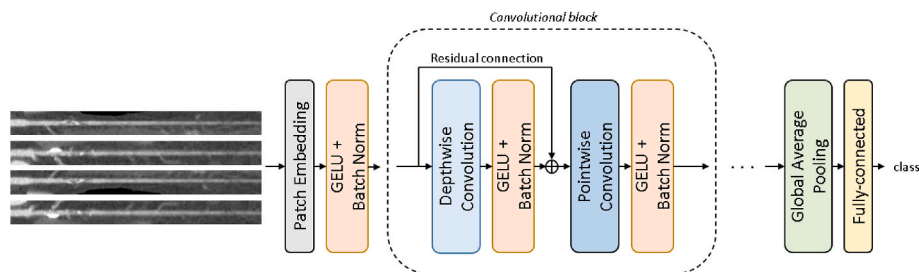 Convolutional block
Residual connection
Patch Embedding
GELU +
Batch Norm
Depthwise
Convolution
GELU +
Batch Norm
Pointwise
Convolution
GELU +
Batch Norm
. . . .
Global Average
Pooling
Fully-connected
class